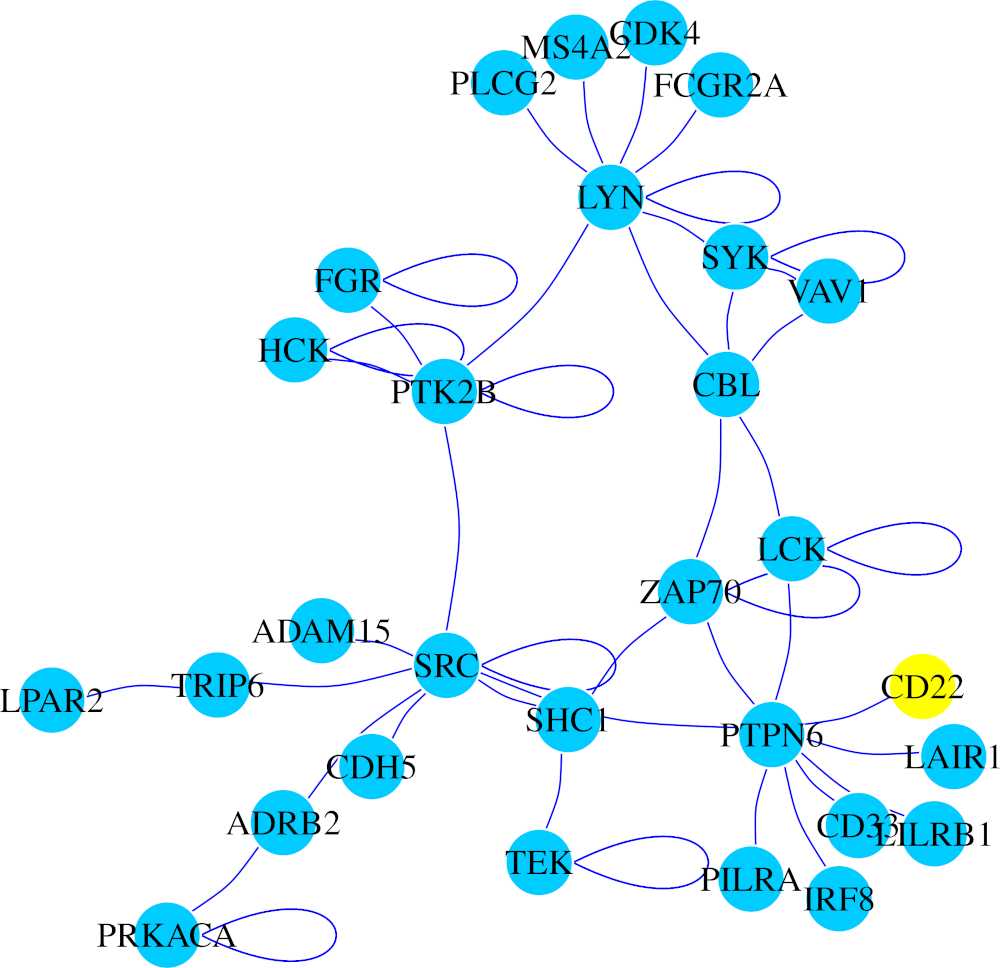 CDK4
MS4A2
PLCG2
FCGR2A
LYN
SYK
FGR
VAV1
HCK
CBL
PTK2B
LCK
ZAP70
ADAM15
SRC
TRIP6
CD22
LPAR2
SHC1
PTPN6
LAIR1
CDH5
ADRB2
CD33
LILRB1
TEK
PILRA
IRF8
PRKACA